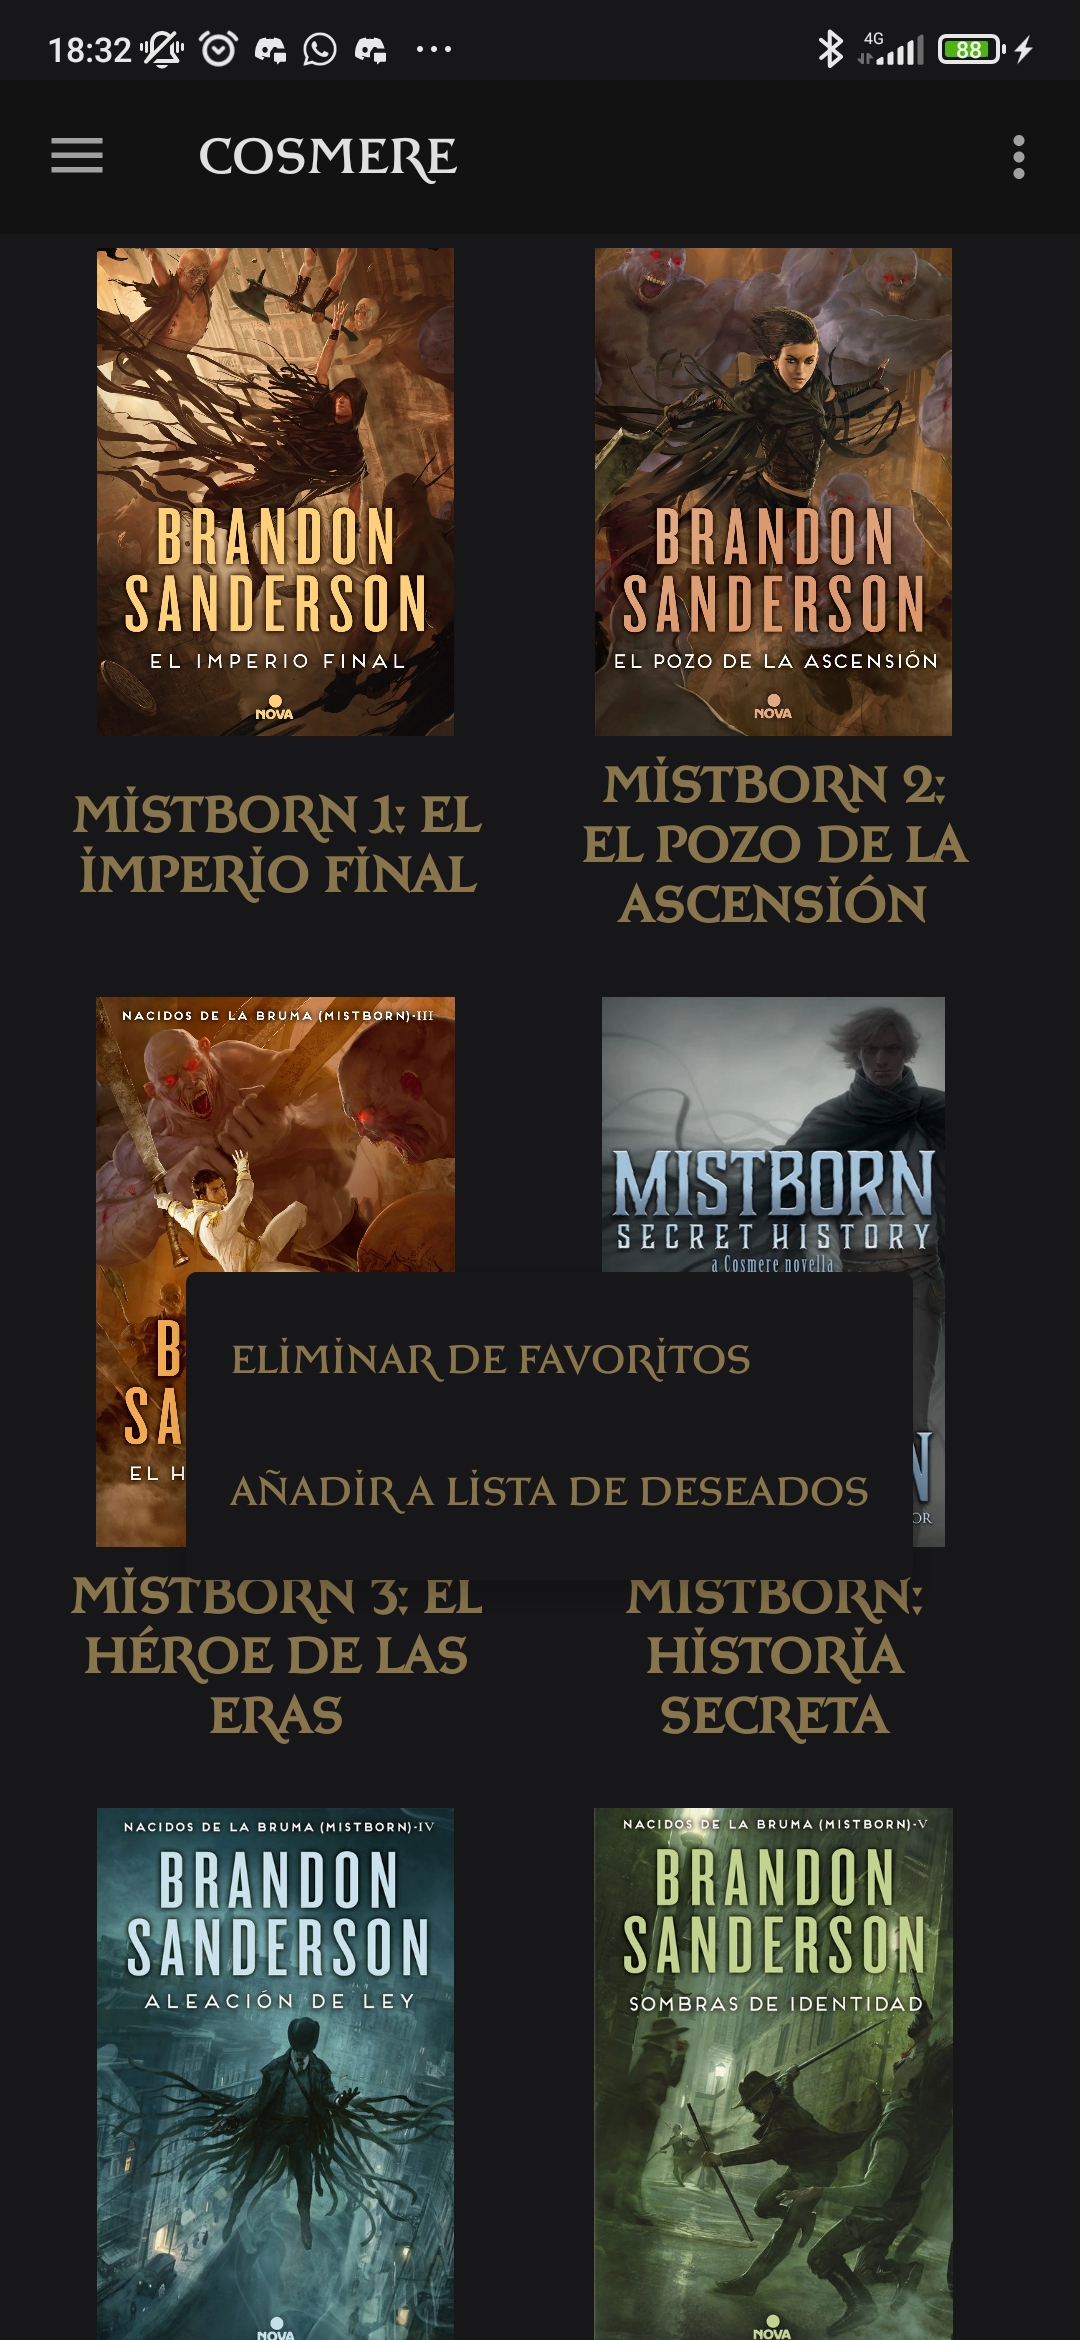 18:32
4G
88
COSMERE
BRANDON
SANDERSON
EL IMPERIO FINAL
NOVA
BRANDON
SANDERSON
EL POZO DE LA ASCENSIÓN
NOVA
MISTBORN 1: EL
IMPERIO FINAL
MISTBORN 2:
EL POZO DE LA
ASCENSIÓN
NACIDOS DE LA BRUMA (MISTBORN)-III
B
SA
EL H
MISTBORN
SECRET HISTORY
a Cosmere novella
N
OR
ELIMINAR DE FAVORITOS
AÑADIR A LISTA DE DESEADOS
MISTBORN 3: EL
HÉROE DE LAS
ERAS
MISTBORN:
HISTORIA
SECRETA
NACIDOS DE LA BRUMA (MISTBORN)-IV
BRANDON
SANDERSON
ALEACIÓN DE LEY
NOVA
NACIDOS DE LA BRUMA (MISTBORN)-V
BRANDON
SANDERSON
SOMBRAS DE IDENTIDAD
NOVA